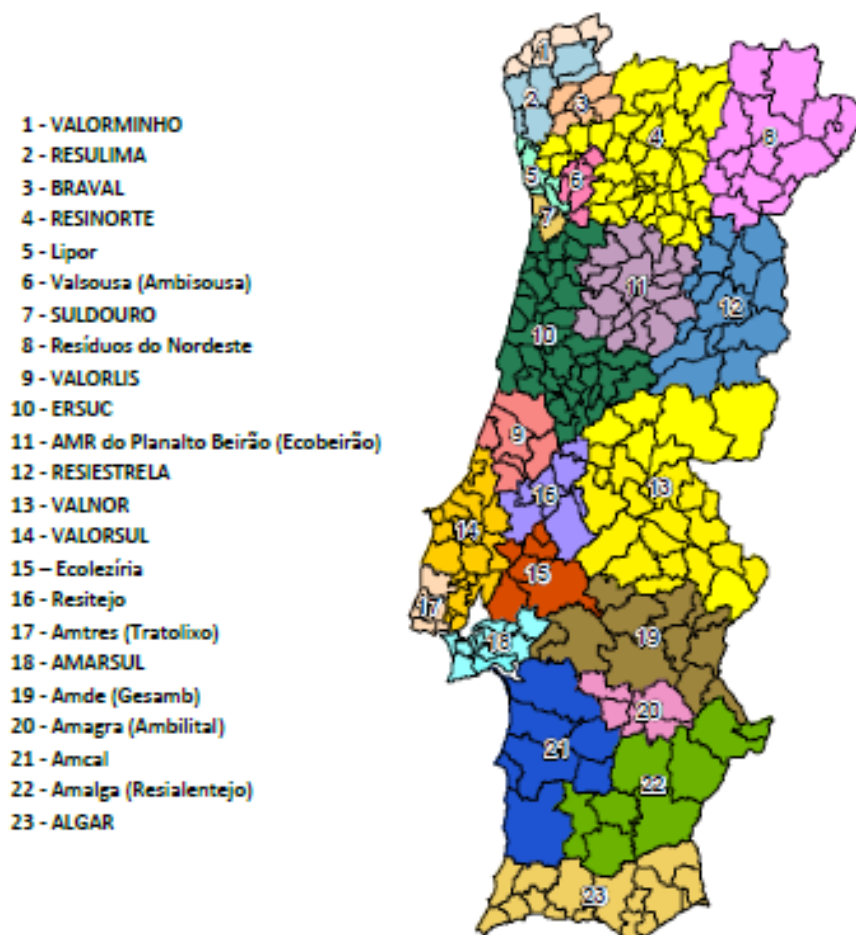 1 - VALORMINHO
2 - RESULIMA
3 - BRAVAL
4 - RESINORTE
5 - Lipor
6 - Valsousa (Ambisousa)
7 - SULDOURO
8 - Resíduos do Nordeste
9 - VALORLIS
10 - ERSUC
11 - AMR do Planalto Beirão (Ecobeirão)
12 - RESIESTRELA
13 - VALNOR
14 - VALORSUL
15 – Ecolezíria
16 - Resitejo
17 - Amtres (Tratolixo)
18 - AMARSUL
19 - Amde (Gesamb)
20 - Amagra (Ambilital)
21 - Amcal
22 - Amalga (Resialentejo)
23 - ALGAR
1
2
3
4
8
5
6
7
11
12
10
9
13
16
14
15
17
18
19
20
21
22
23